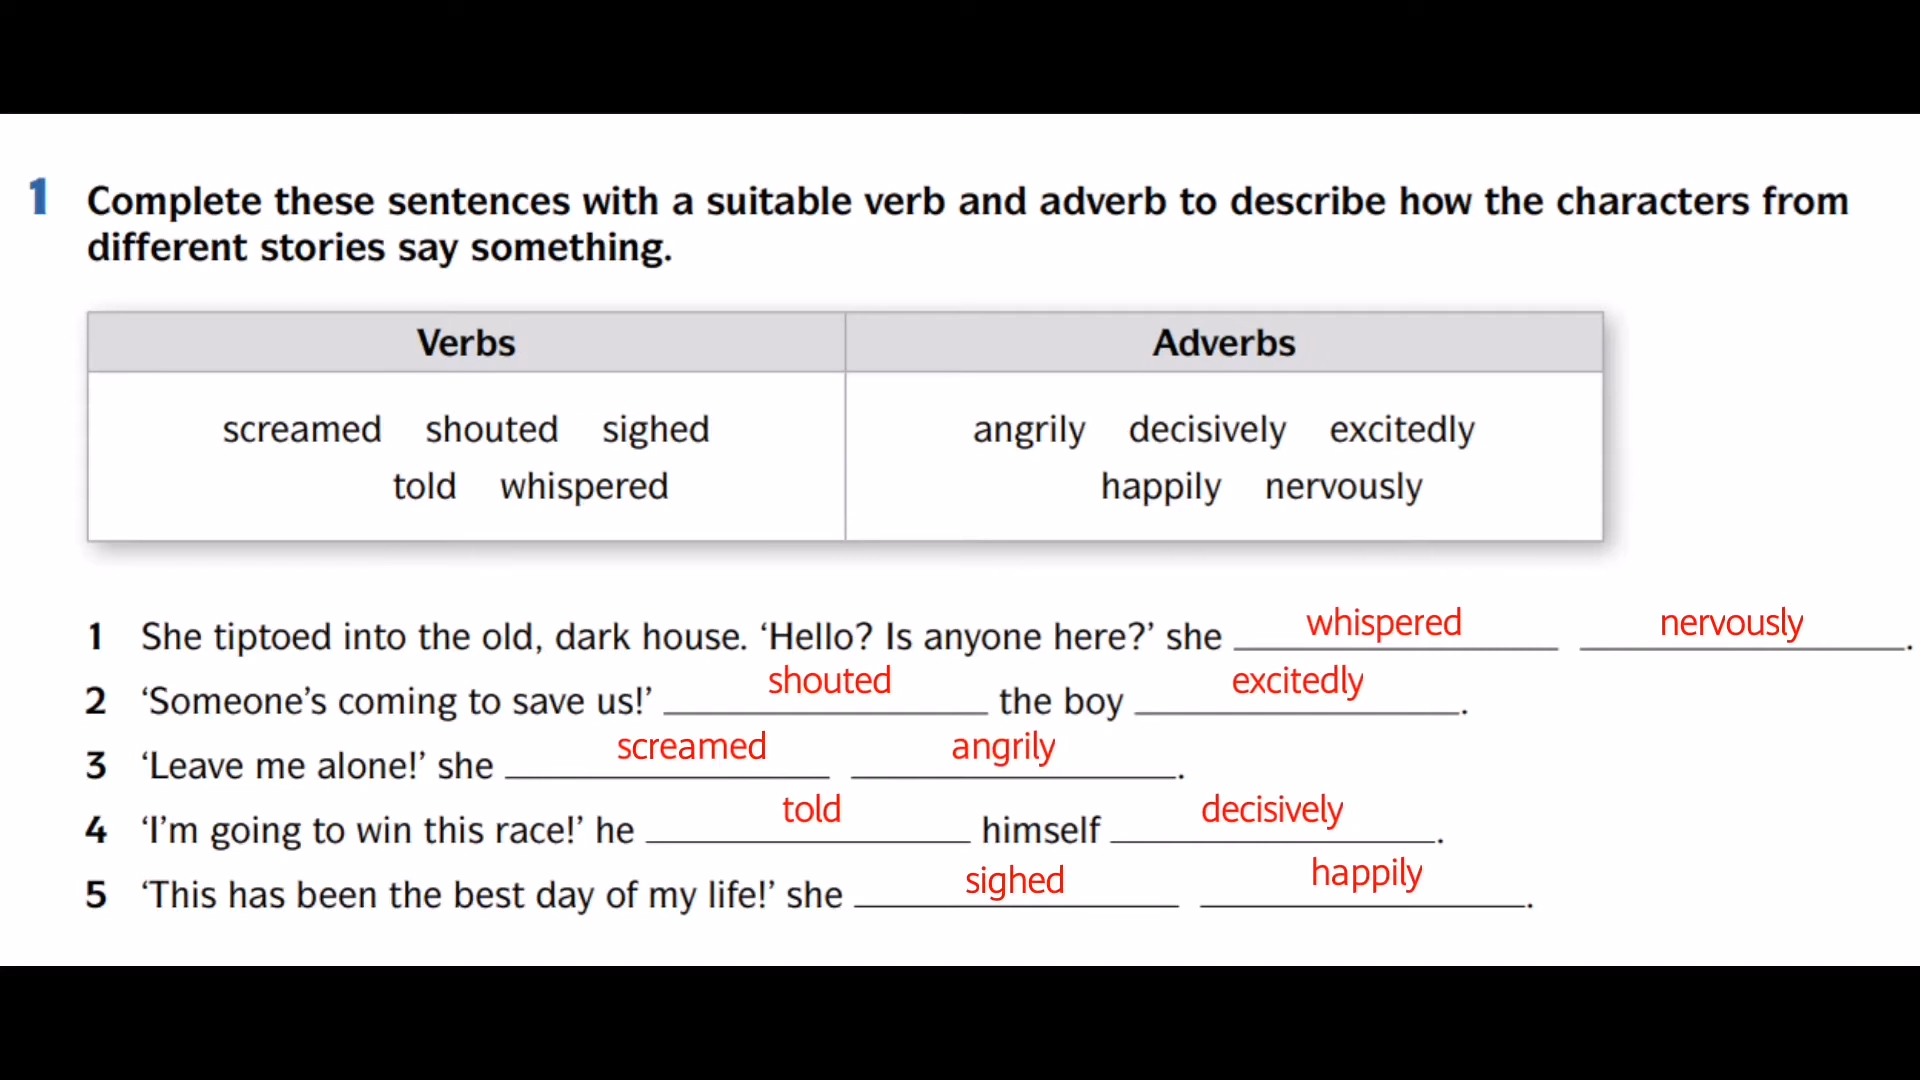 1 Complete these sentences with a suitable verb and adverb to describe how the characters from
different stories say something.
Verbs Adverbs
screamed shouted sighed angrily decisively excitedly
told whispered happily nervously
1 She tiptoed into the old, dark house. ‘Hello? Is anyone here?’ she whispered nervously.
2 ‘Someone’s coming to save us!’ shouted the boy excitedly.
3 ‘Leave me alone!’ she screamed angrily.
4 ‘I’m going to win this race!’ he told himself decisively.
5 ‘This has been the best day of my life!’ she sighed happily.